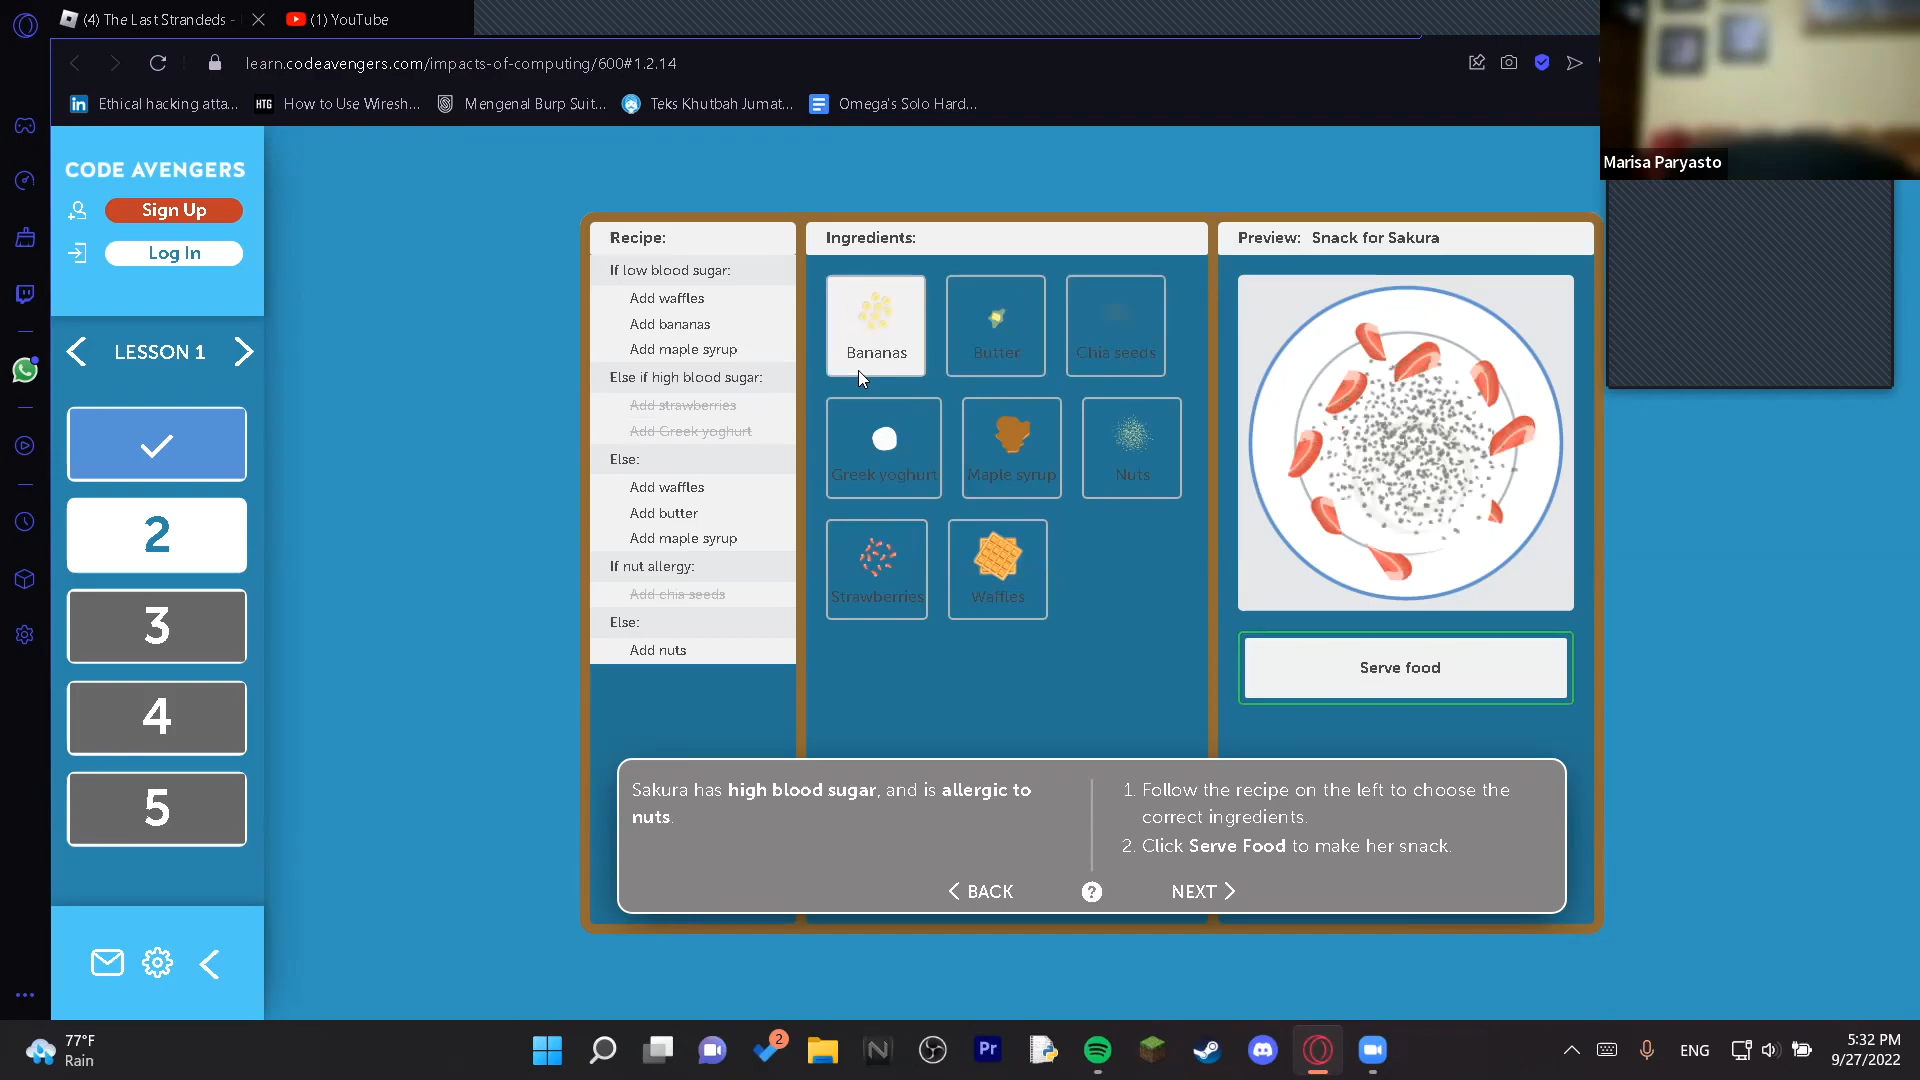 (4) The Last Strandeds -
(1) YouTube
learn.codeavengers.com/impacts-of-computing/600#1.2.14
Ethical hacking atta...
HTG
How to Use Wiresh...
Mengenal Burp Suit...
Teks Khutbah Jumat...
Omega's Solo Hard...
Marisa Paryasto
CODE AVENGERS
Sign Up
Log In
LESSON 1
2
3
4
5
Recipe:
If low blood sugar:
Add waffles
Add bananas
Add maple syrup
Else if high blood sugar:
Add strawberries
Add Greek yoghurt
Else:
Add waffles
Add butter
Add maple syrup
If nut allergy:
Add chia seeds
Else:
Add nuts
Ingredients:
Bananas
Butter
Chia seeds
Greek yoghurt
Maple syrup
Nuts
Strawberries
Waffles
Preview: Snack for Sakura
Serve food
Sakura has high blood sugar, and is allergic to
nuts.
1. Follow the recipe on the left to choose the
correct ingredients.
2. Click Serve Food to make her snack.
BACK
?
NEXT
77°F
Rain
2
Pr
ENG
5:32 PM
9/27/2022